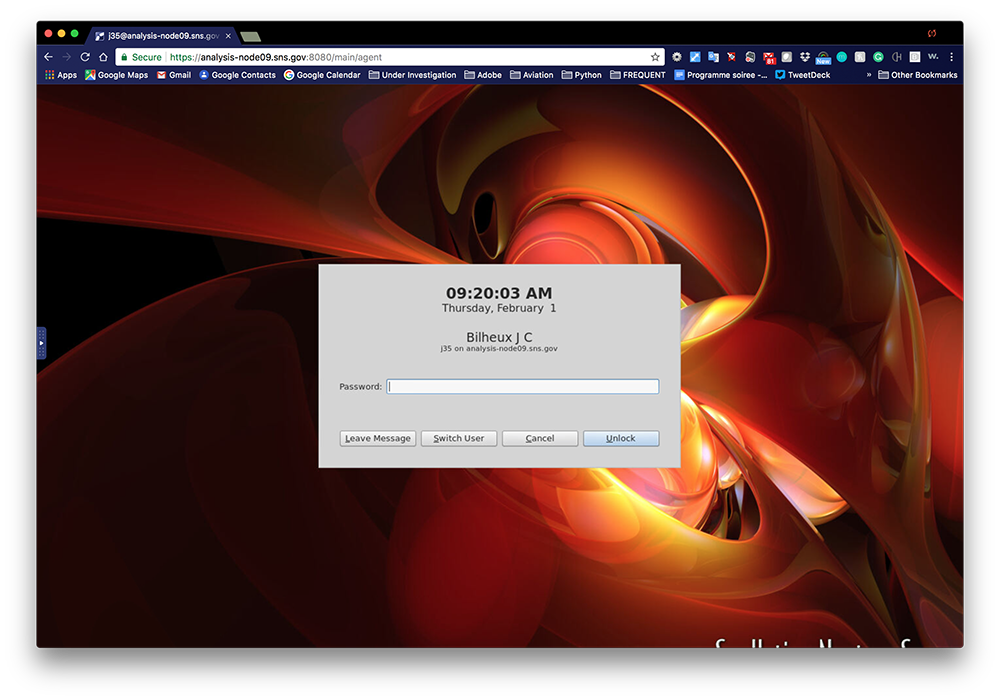 j35@analysis-node09.sns.gov
Secure https://analysis-node09.sns.gov:8080/main/agent
81
New
W.
Apps Google Maps Gmail Google Contacts Google Calendar Under Investigation Adobe Aviation Python FREQUENT Programme soiree -... TweetDeck » Other Bookmarks
09:20:03 AM
Thursday, February 1
Bilheux J C
j35 on analysis-node09.sns.gov
Password:
Leave Message Switch User Cancel Unlock